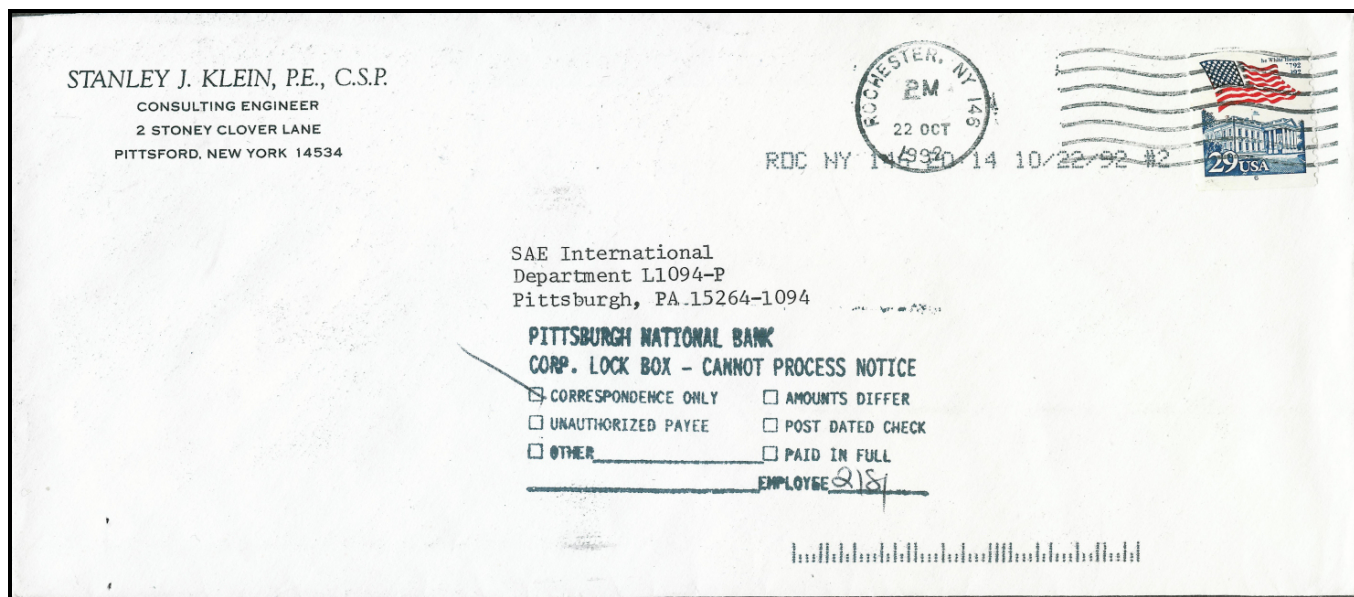 STANLEY J. KLEIN, P.E., C.S.P.
CONSULTING ENGINEER
2 STONEY CLOVER LANE
PITTSFORD, NEW YORK 14534
ROCHESTER, NY 146
PM
22 OCT
1992
RDC NY 146 20 14 10/22/92 #2
29 USA
SAE International
Department L1094-P
Pittsburgh, PA 15264-1094
PITTSBURGH NATIONAL BANK
CORP. LOCK BOX - CANNOT PROCESS NOTICE
☒ CORRESPONDENCE ONLY ☐ AMOUNTS DIFFER
☐ UNAUTHORIZED PAYEE ☐ POST DATED CHECK
☐ OTHER ☐ PAID IN FULL
EMPLOYEE